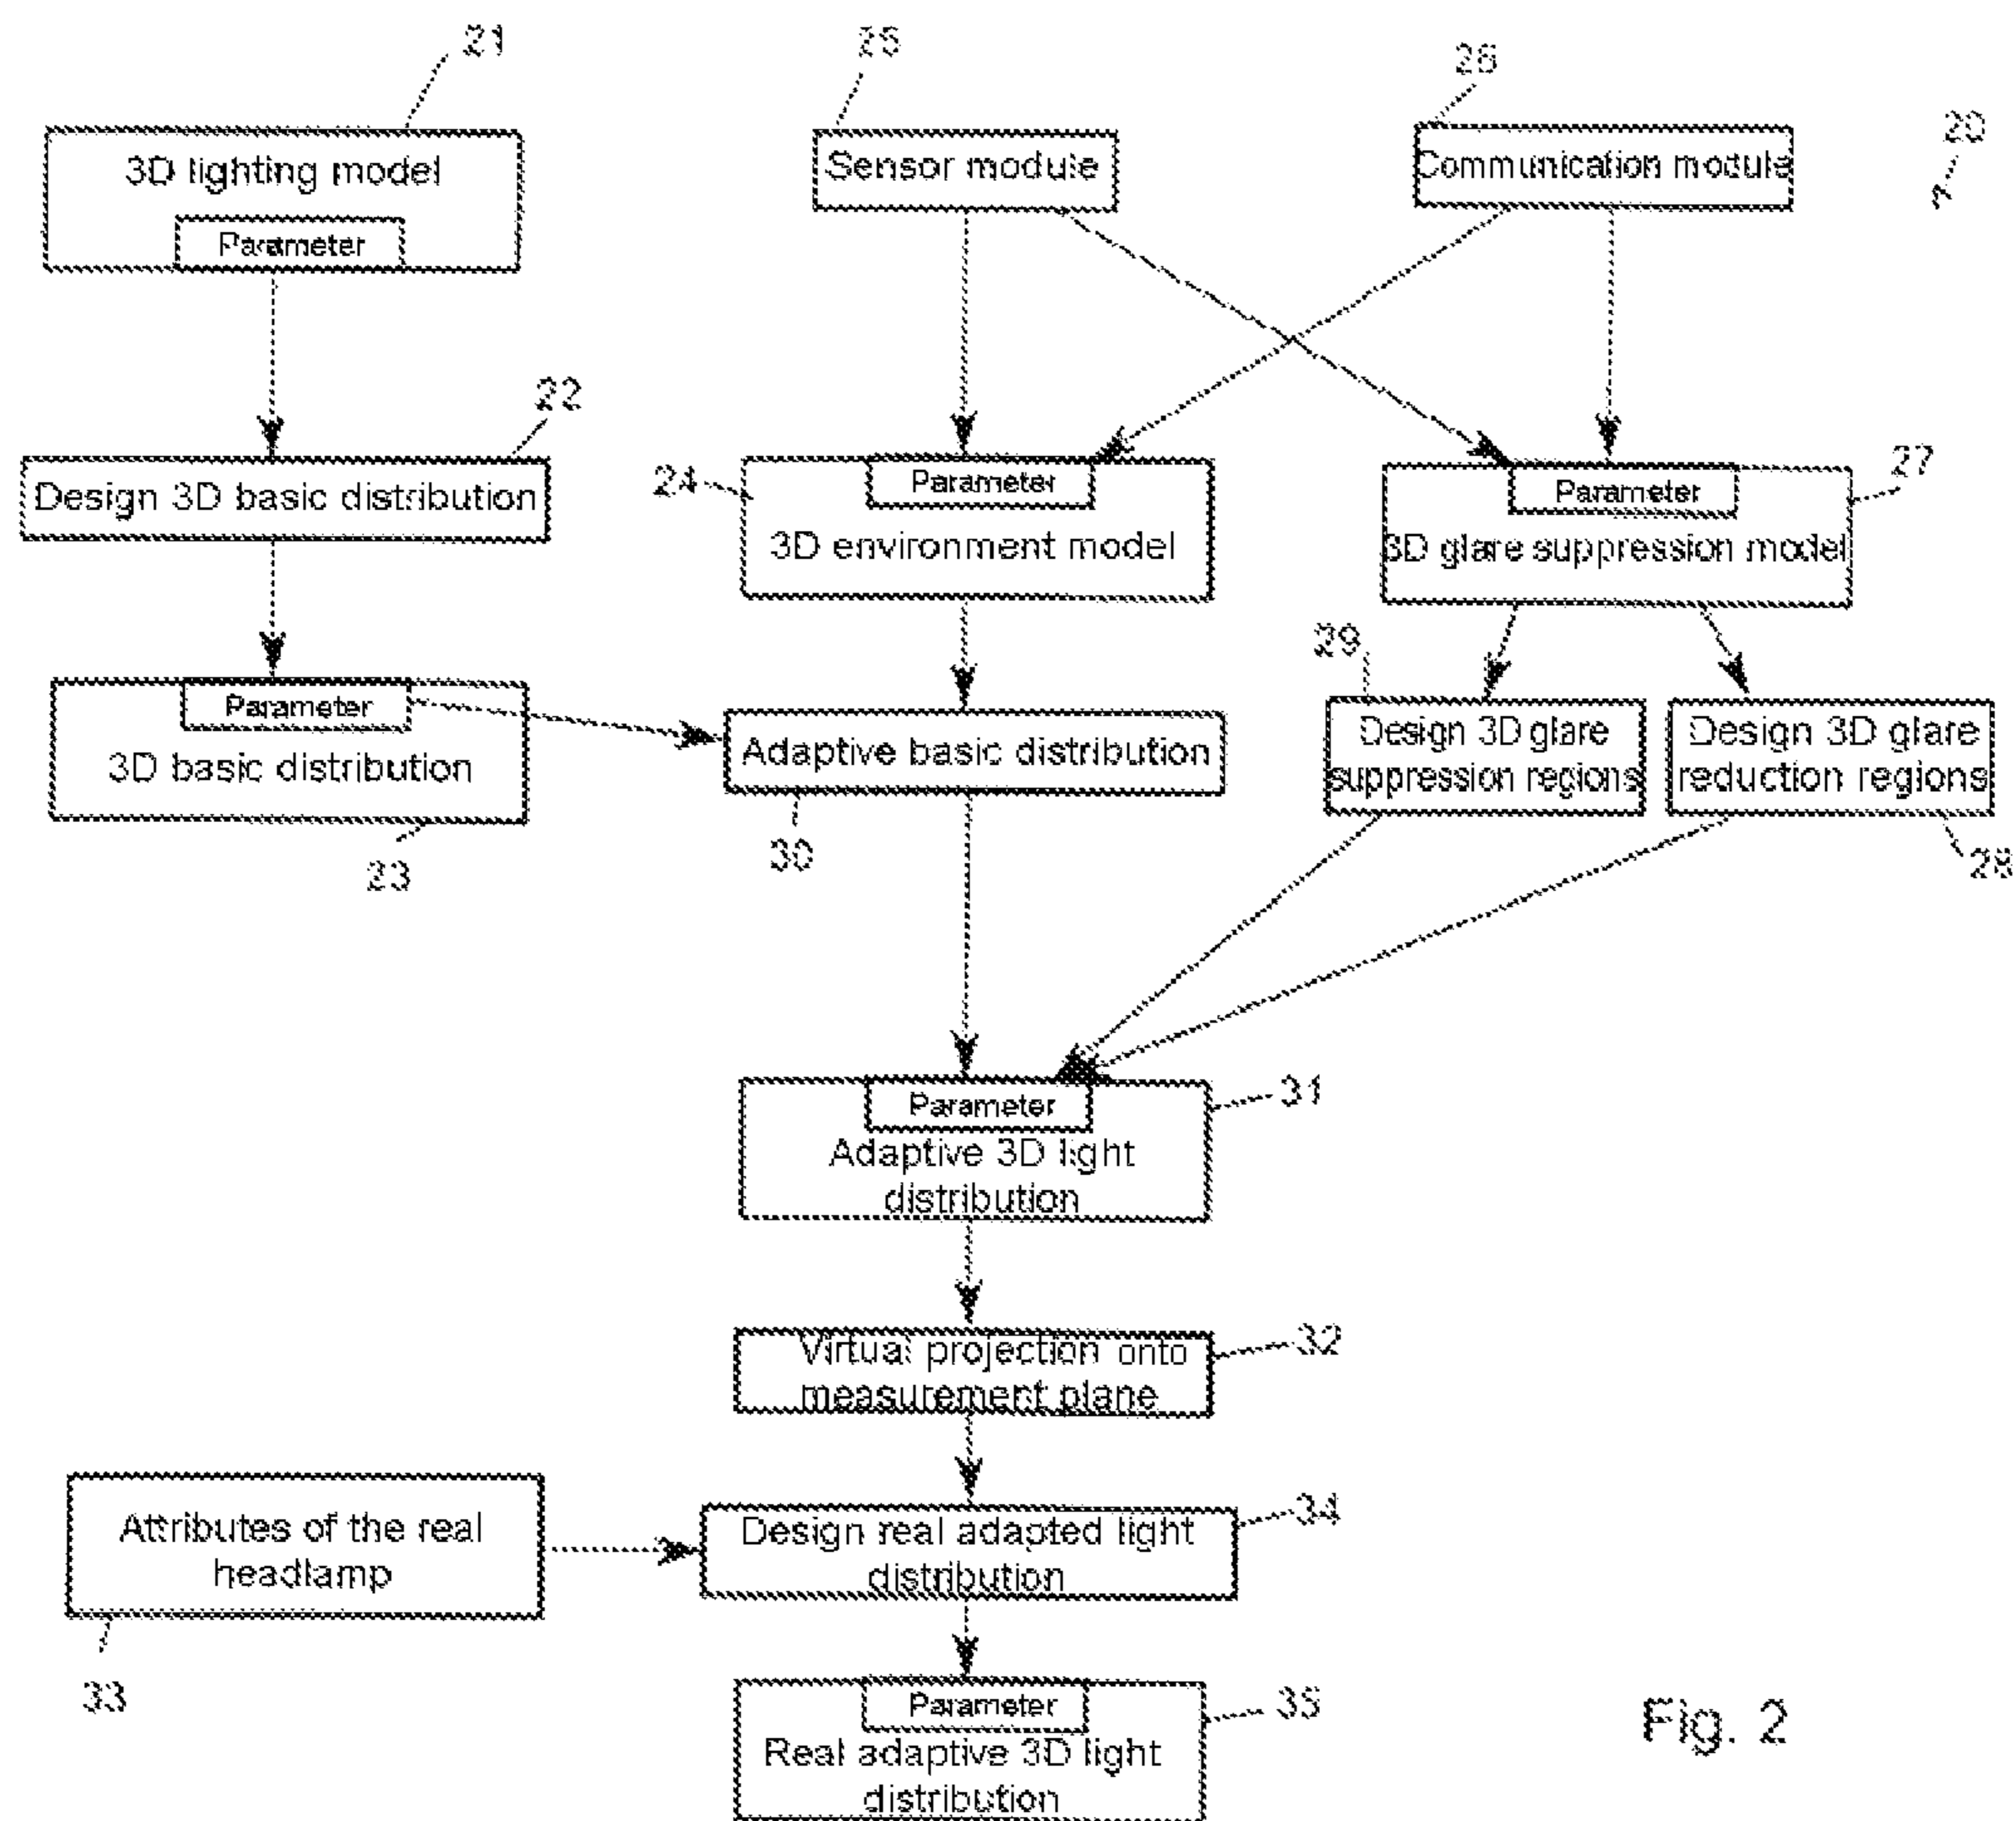 21
25
26
20
3D lighting model
Parameter
Sensor module
Communication module
22
Design 3D basic distribution
24
Parameter
3D environment model
27
Parameter
3D glare suppression model
Parameter
3D basic distribution
23
Adaptive basic distribution
30
29
Design 3D glare
suppression regions
Design 3D glare
reduction regions
28
Parameter
Adaptive 3D light
distribution
31
Virtual projection onto
measurement plane
32
Attributes of the real
headlamp
33
Design real adapted light
distribution
34
Parameter
Real adaptive 3D light
distribution
35
Fig. 2